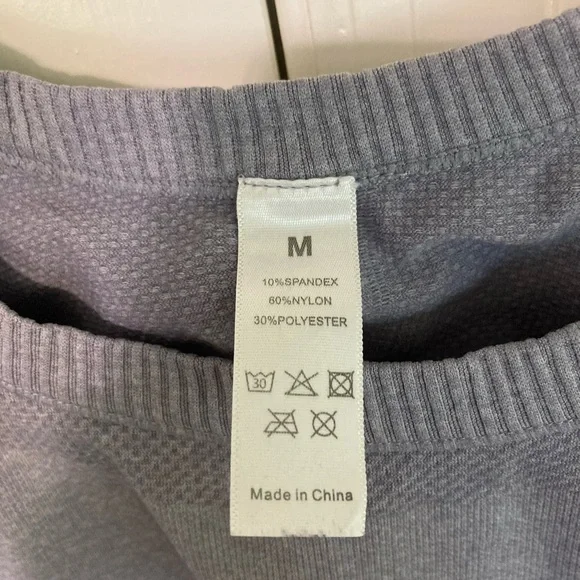 M
10%SPANDEX
60%NYLON
30%POLYESTER
30
Made in China